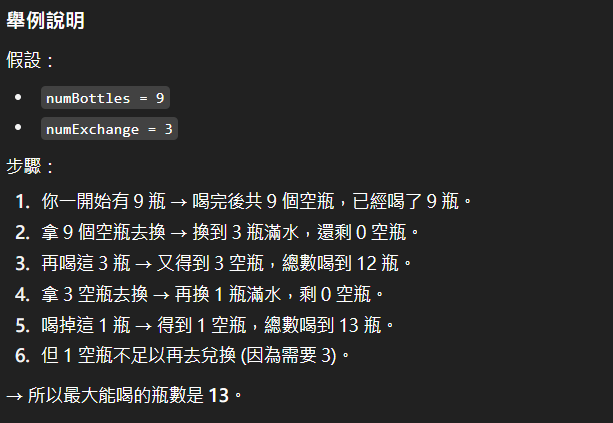 舉例說明
假設：
• numBottles = 9
• numExchange = 3
步驟：
1. 你一開始有 9 瓶 → 喝完後共 9 個空瓶，已經喝了 9 瓶。
2. 拿 9 個空瓶去換 → 換到 3 瓶滿水，還剩 0 空瓶。
3. 再喝這 3 瓶 → 又得到 3 空瓶，總數喝到 12 瓶。
4. 拿 3 空瓶去換 → 再換 1 瓶滿水，剩 0 空瓶。
5. 喝掉這 1 瓶 → 得到 1 空瓶，總數喝到 13 瓶。
6. 但 1 空瓶不足以再去兌換 (因為需要 3)。
→ 所以最大能喝的瓶數是 13。